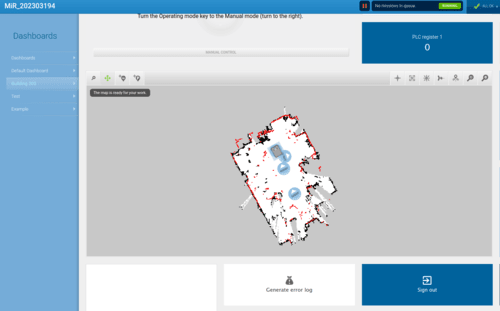 MiR_202303194
No missions in queue.
ALL OK
Dashboards
Dashboards
Default Dashboard
Test
Example
Turn the Operating mode key to the Manual mode (turn to the right).
MANUAL CONTROL
PLC register 1
0
The map is ready for your work.
Generate error log
Sign out